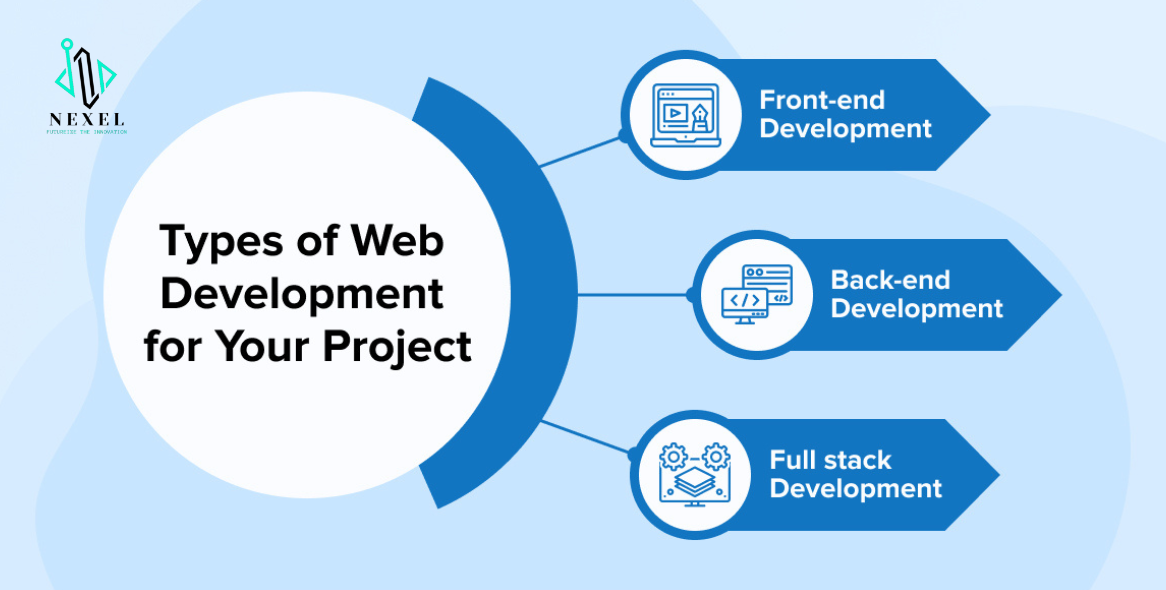 NEXEL
FUTURIZE THE INNOVATION
Types of Web
Development
for Your Project
Front-end
Development
Back-end
Development
</>
</>
Full stack
Development